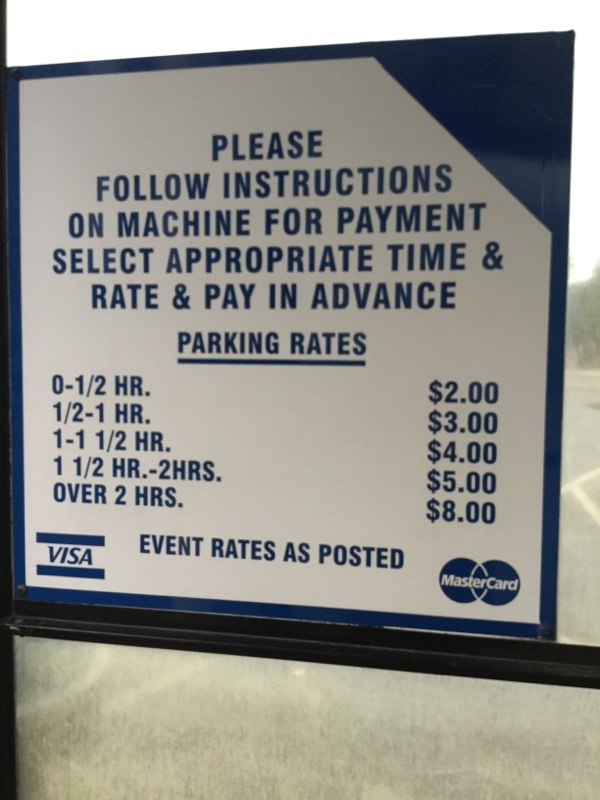 PLEASE
FOLLOW INSTRUCTIONS
ON MACHINE FOR PAYMENT
SELECT APPROPRIATE TIME &
RATE & PAY IN ADVANCE
PARKING RATES
0-1/2 HR. $2.00
1/2-1 HR. $3.00
1-1 1/2 HR. $4.00
1 1/2 HR.-2HRS. $5.00
OVER 2 HRS. $8.00
VISA EVENT RATES AS POSTED MasterCard